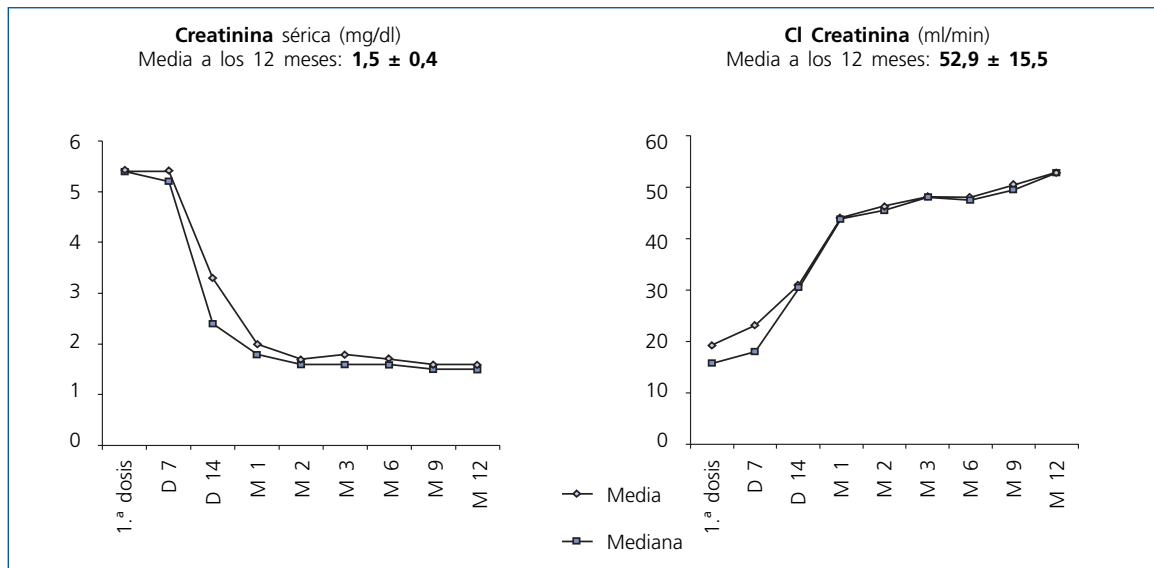 Creatinina sérica (mg/dl)
Media a los 12 meses: 1,5 ± 0,4
6
5
4
3
2
1
0
1.ª dosis
D 7
D 14
M 1
M 2
M 3
M 6
M 9
M 12
Cl Creatinina (ml/min)
Media a los 12 meses: 52,9 ± 15,5
60
50
40
30
20
10
0
1.ª dosis
D 7
D 14
M 1
M 2
M 3
M 6
M 9
M 12
Media
Mediana